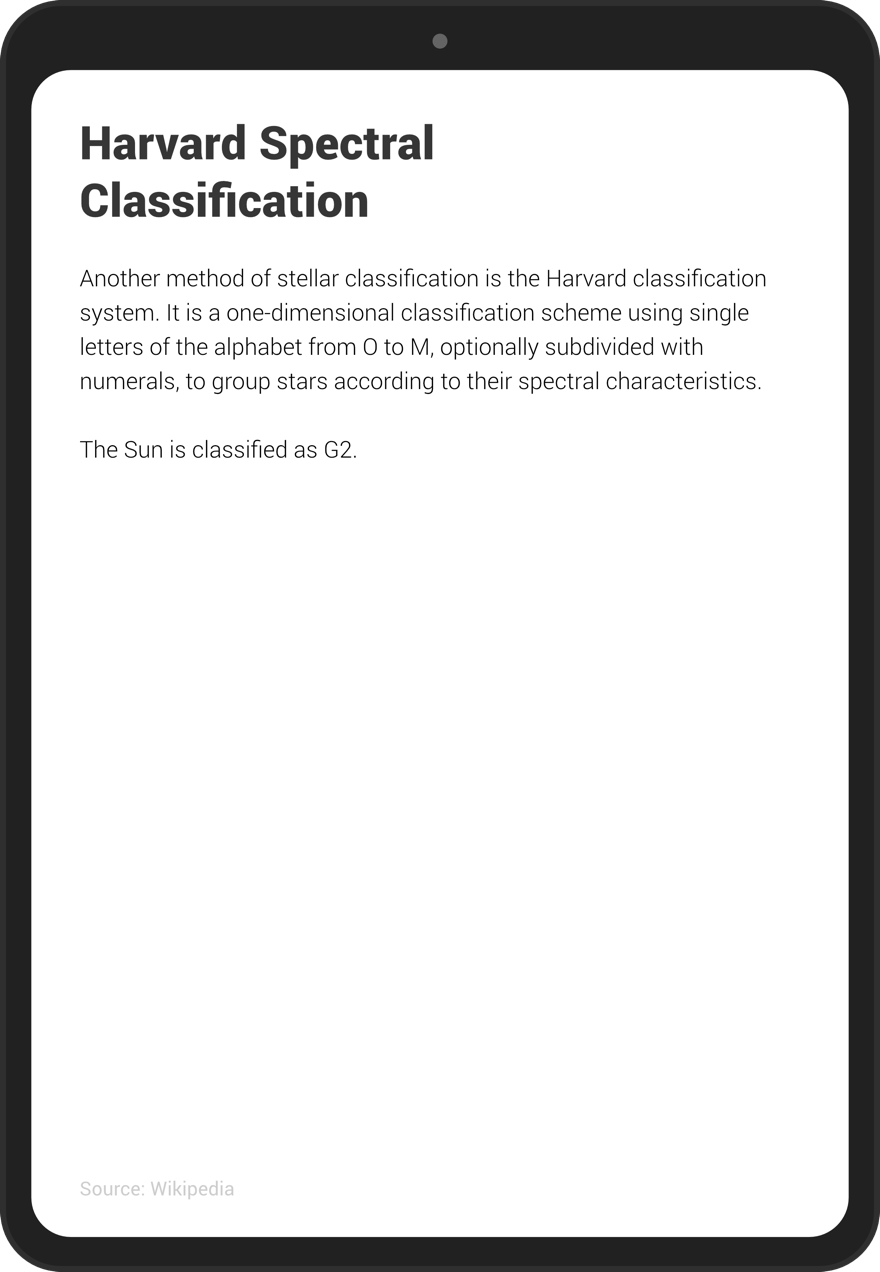 Harvard Spectral
Classification
Another method of stellar classification is the Harvard classification
system. It is a one-dimensional classification scheme using single
letters of the alphabet from O to M, optionally subdivided with
numerals, to group stars according to their spectral characteristics.
The Sun is classified as G2.
Source: Wikipedia